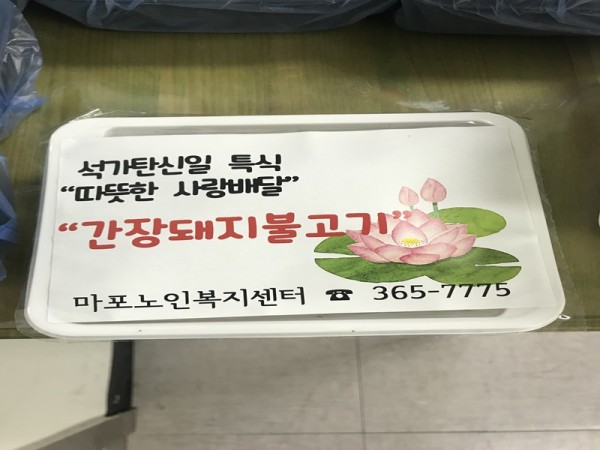 석가탄신일 특식
“따뜻한 사랑배달”
“간장돼지불고기”
마포노인복지센터 ☎ 365-7775